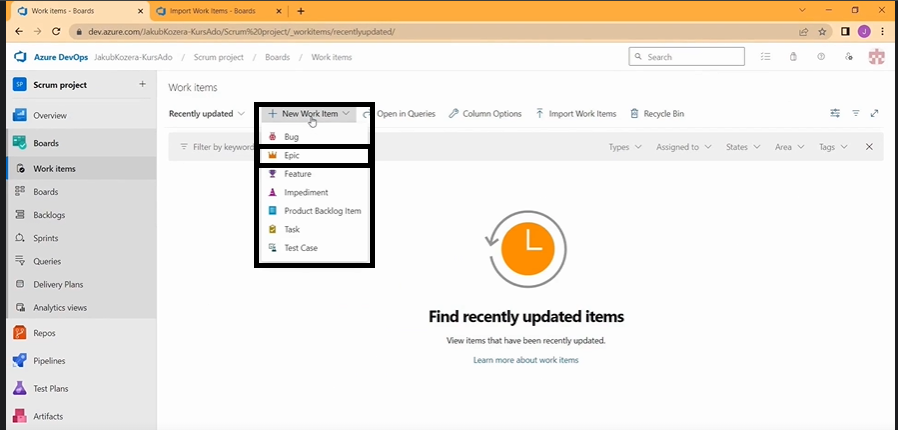 Work items - Boards
Import Work Items - Boards
dev.azure.com/JakubKozera-KursAdo/Scrum%20project/_workitems/recentlyupdated/
J
Azure DevOps JakubKozera-KursAdo / Scrum project / Boards / Work items
Search
SP Scrum project
Overview
Boards
Work items
Boards
Backlogs
Sprints
Queries
Delivery Plans
Analytics views
Repos
Pipelines
Test Plans
Artifacts
Work items
Recently updated
New Work Item
Open in Queries
Column Options
Import Work Items
Recycle Bin
Filter by keyword
Types
Assigned to
States
Area
Tags
Bug
Epic
Feature
Impediment
Product Backlog Item
Task
Test Case
Find recently updated items
View items that have been recently updated.
Learn more about work items